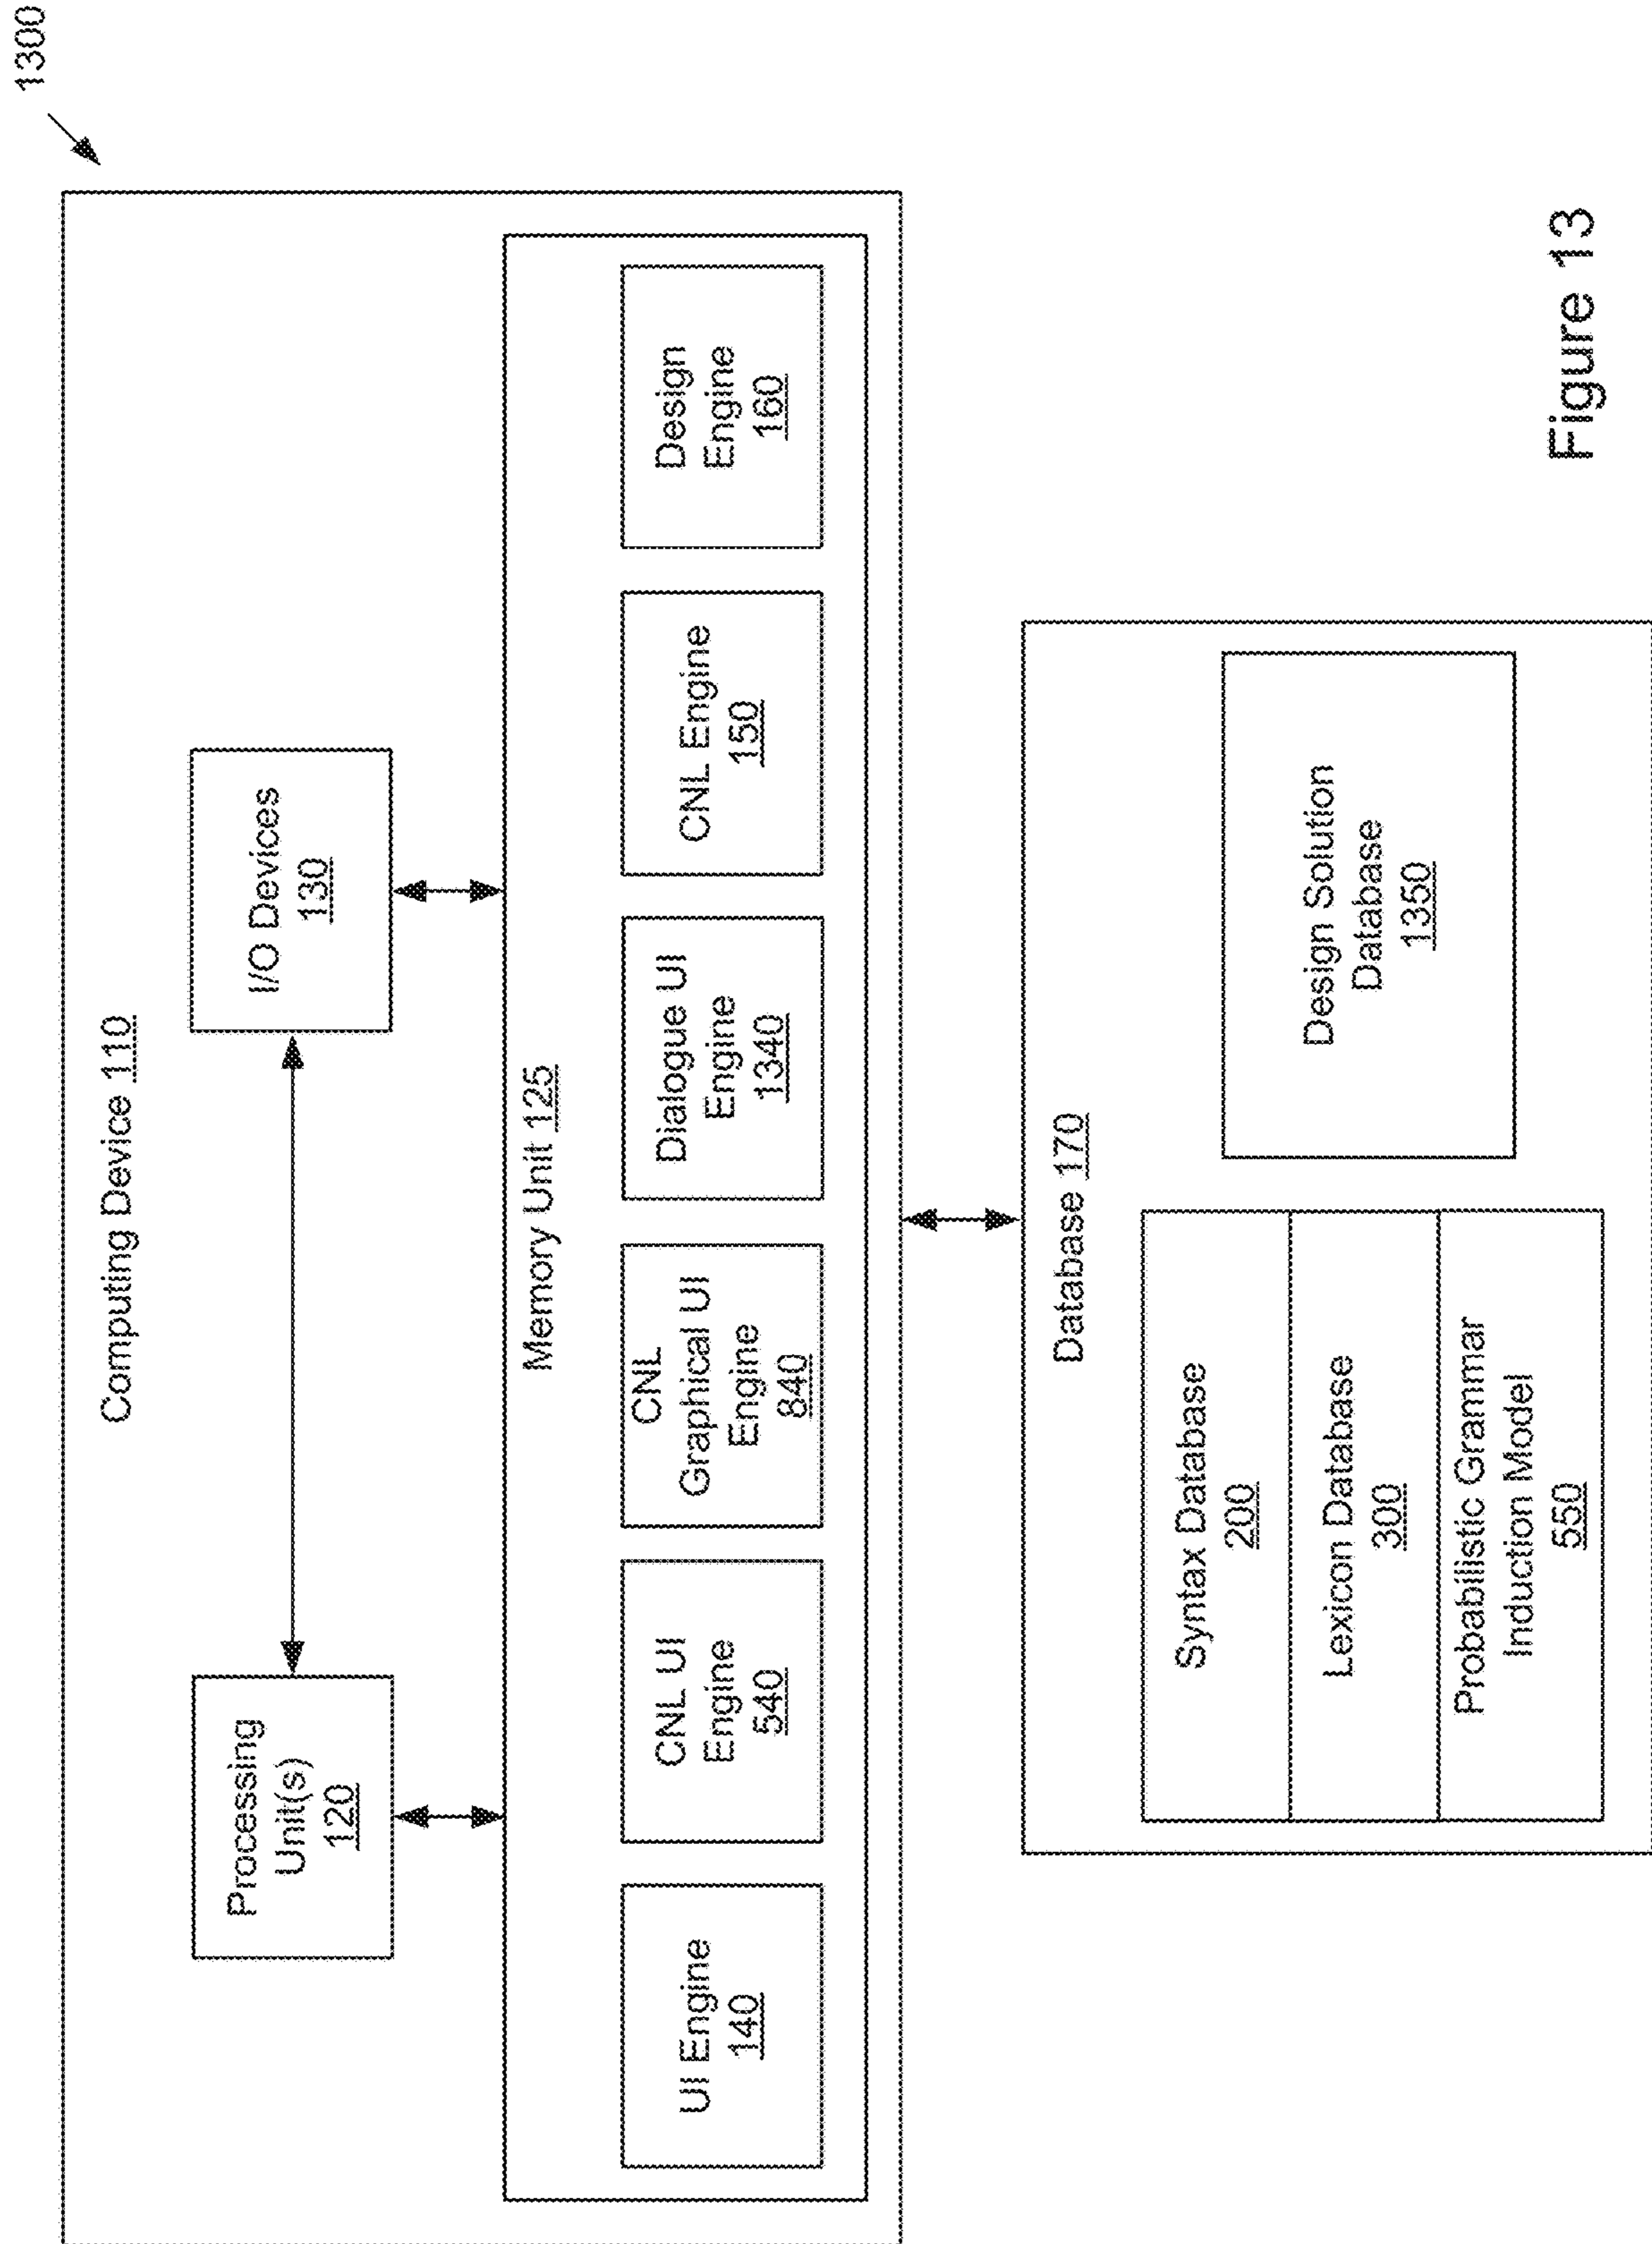 1300
Computing Device 110
Processing
Unit(s)
120
I/O Devices
130
Memory Unit 125
UI Engine
140
CNL UI
Engine
540
CNL
Graphical UI
Engine
840
Dialogue UI
Engine
1340
CNL Engine
150
Design
Engine
160
Database 170
Syntax Database
200
Lexicon Database
300
Probabilistic Grammar
Induction Model
550
Design Solution
Database
1350
Figure 13